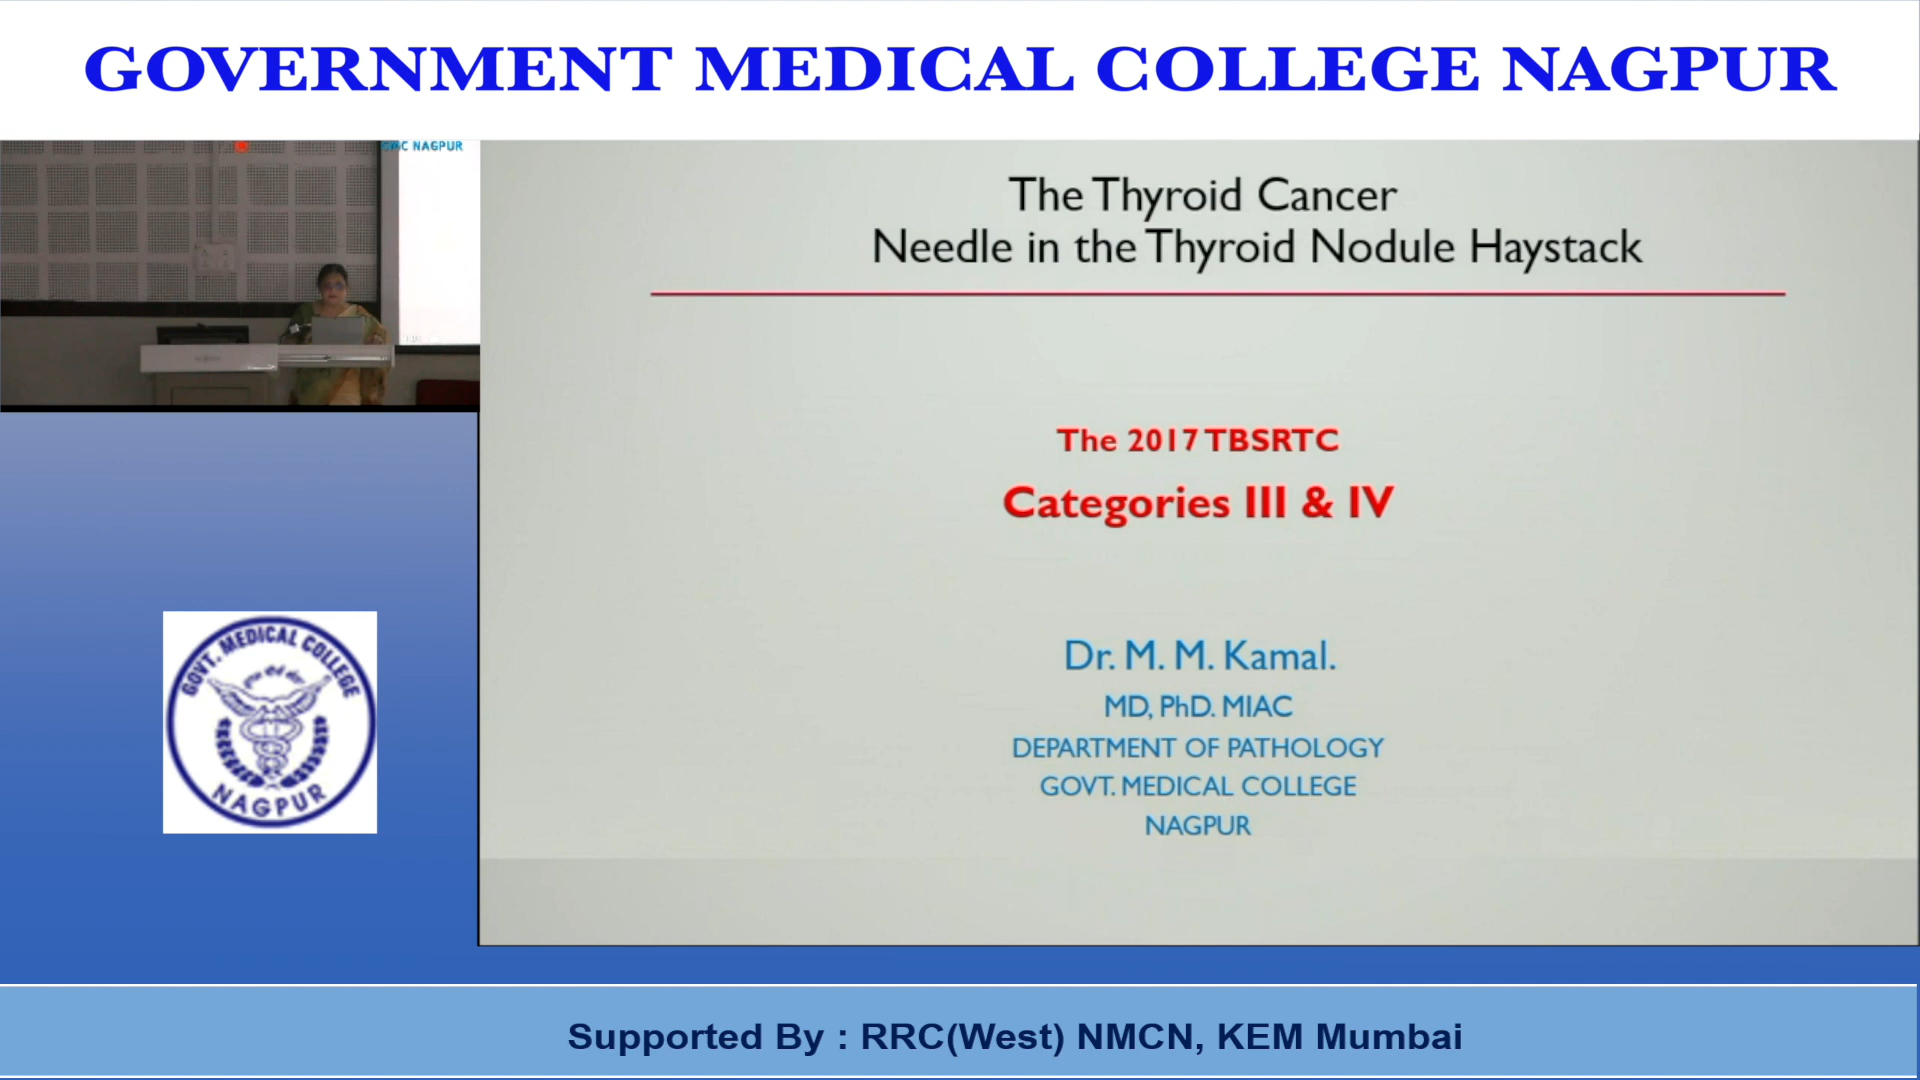 GOVERNMENT MEDICAL COLLEGE NAGPUR
GMC NAGPUR
The Thyroid Cancer
Needle in the Thyroid Nodule Haystack
The 2017 TBSRTC
Categories III & IV
Dr. M. M. Kamal.
MD, PhD. MIAC
DEPARTMENT OF PATHOLOGY
GOVT. MEDICAL COLLEGE
NAGPUR
GOVT. MEDICAL COLLEGE
NAGPUR
Supported By : RRC(West) NMCN, KEM Mumbai